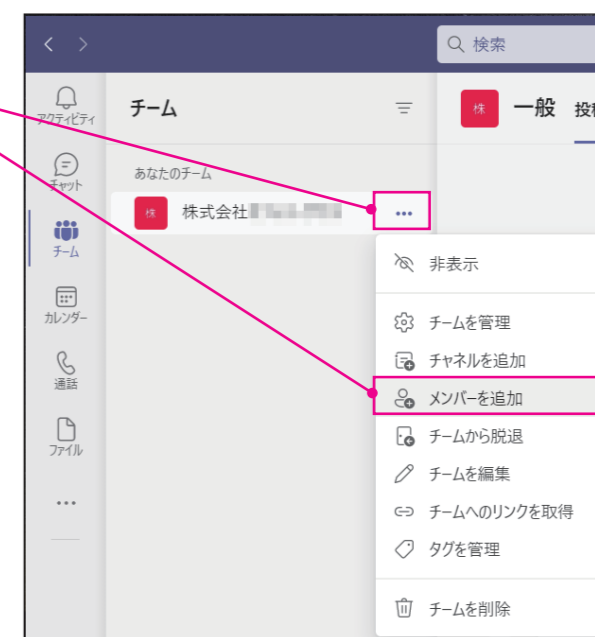 検索
アクティビティ
チャット
チーム
カレンダー
通話
ファイル
チーム
あなたのチーム
株 株式会社
株 一般 投稿
非表示
チームを管理
チャネルを追加
メンバーを追加
チームから脱退
チームを編集
チームへのリンクを取得
タグを管理
チームを削除